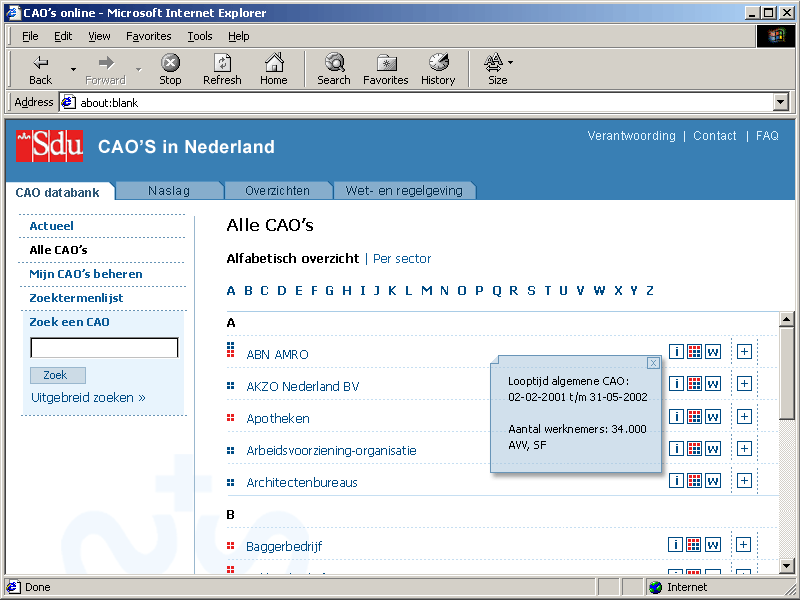 CAO's online - Microsoft Internet Explorer
File Edit View Favorites Tools Help
Back Forward Stop Refresh Home Search Favorites History Size
Address about:blank
Verantwoording | Contact | FAQ
Sdu CAO'S in Nederland
CAO databank Naslag Overzichten Wet- en regelgeving
Actueel
Alle CAO's
Mijn CAO's beheren
Zoektermenlijst
Zoek een CAO
Zoek
Uitgebreid zoeken »
Alle CAO's
Alfabetisch overzicht | Per sector
A B C D E F G H I J K L M N O P Q R S T U V W X Y Z
A
ABN AMRO i w +
AKZO Nederland BV i w +
Apotheken i w +
Arbeidsvoorziening-organisatie i w +
Architectenbureaus i w +
Looptijd algemene CAO:
02-02-2001 t/m 31-05-2002
Aantal werknemers: 34.000
AVV, SF
B
Baggerbedrijf i w +
Done Internet